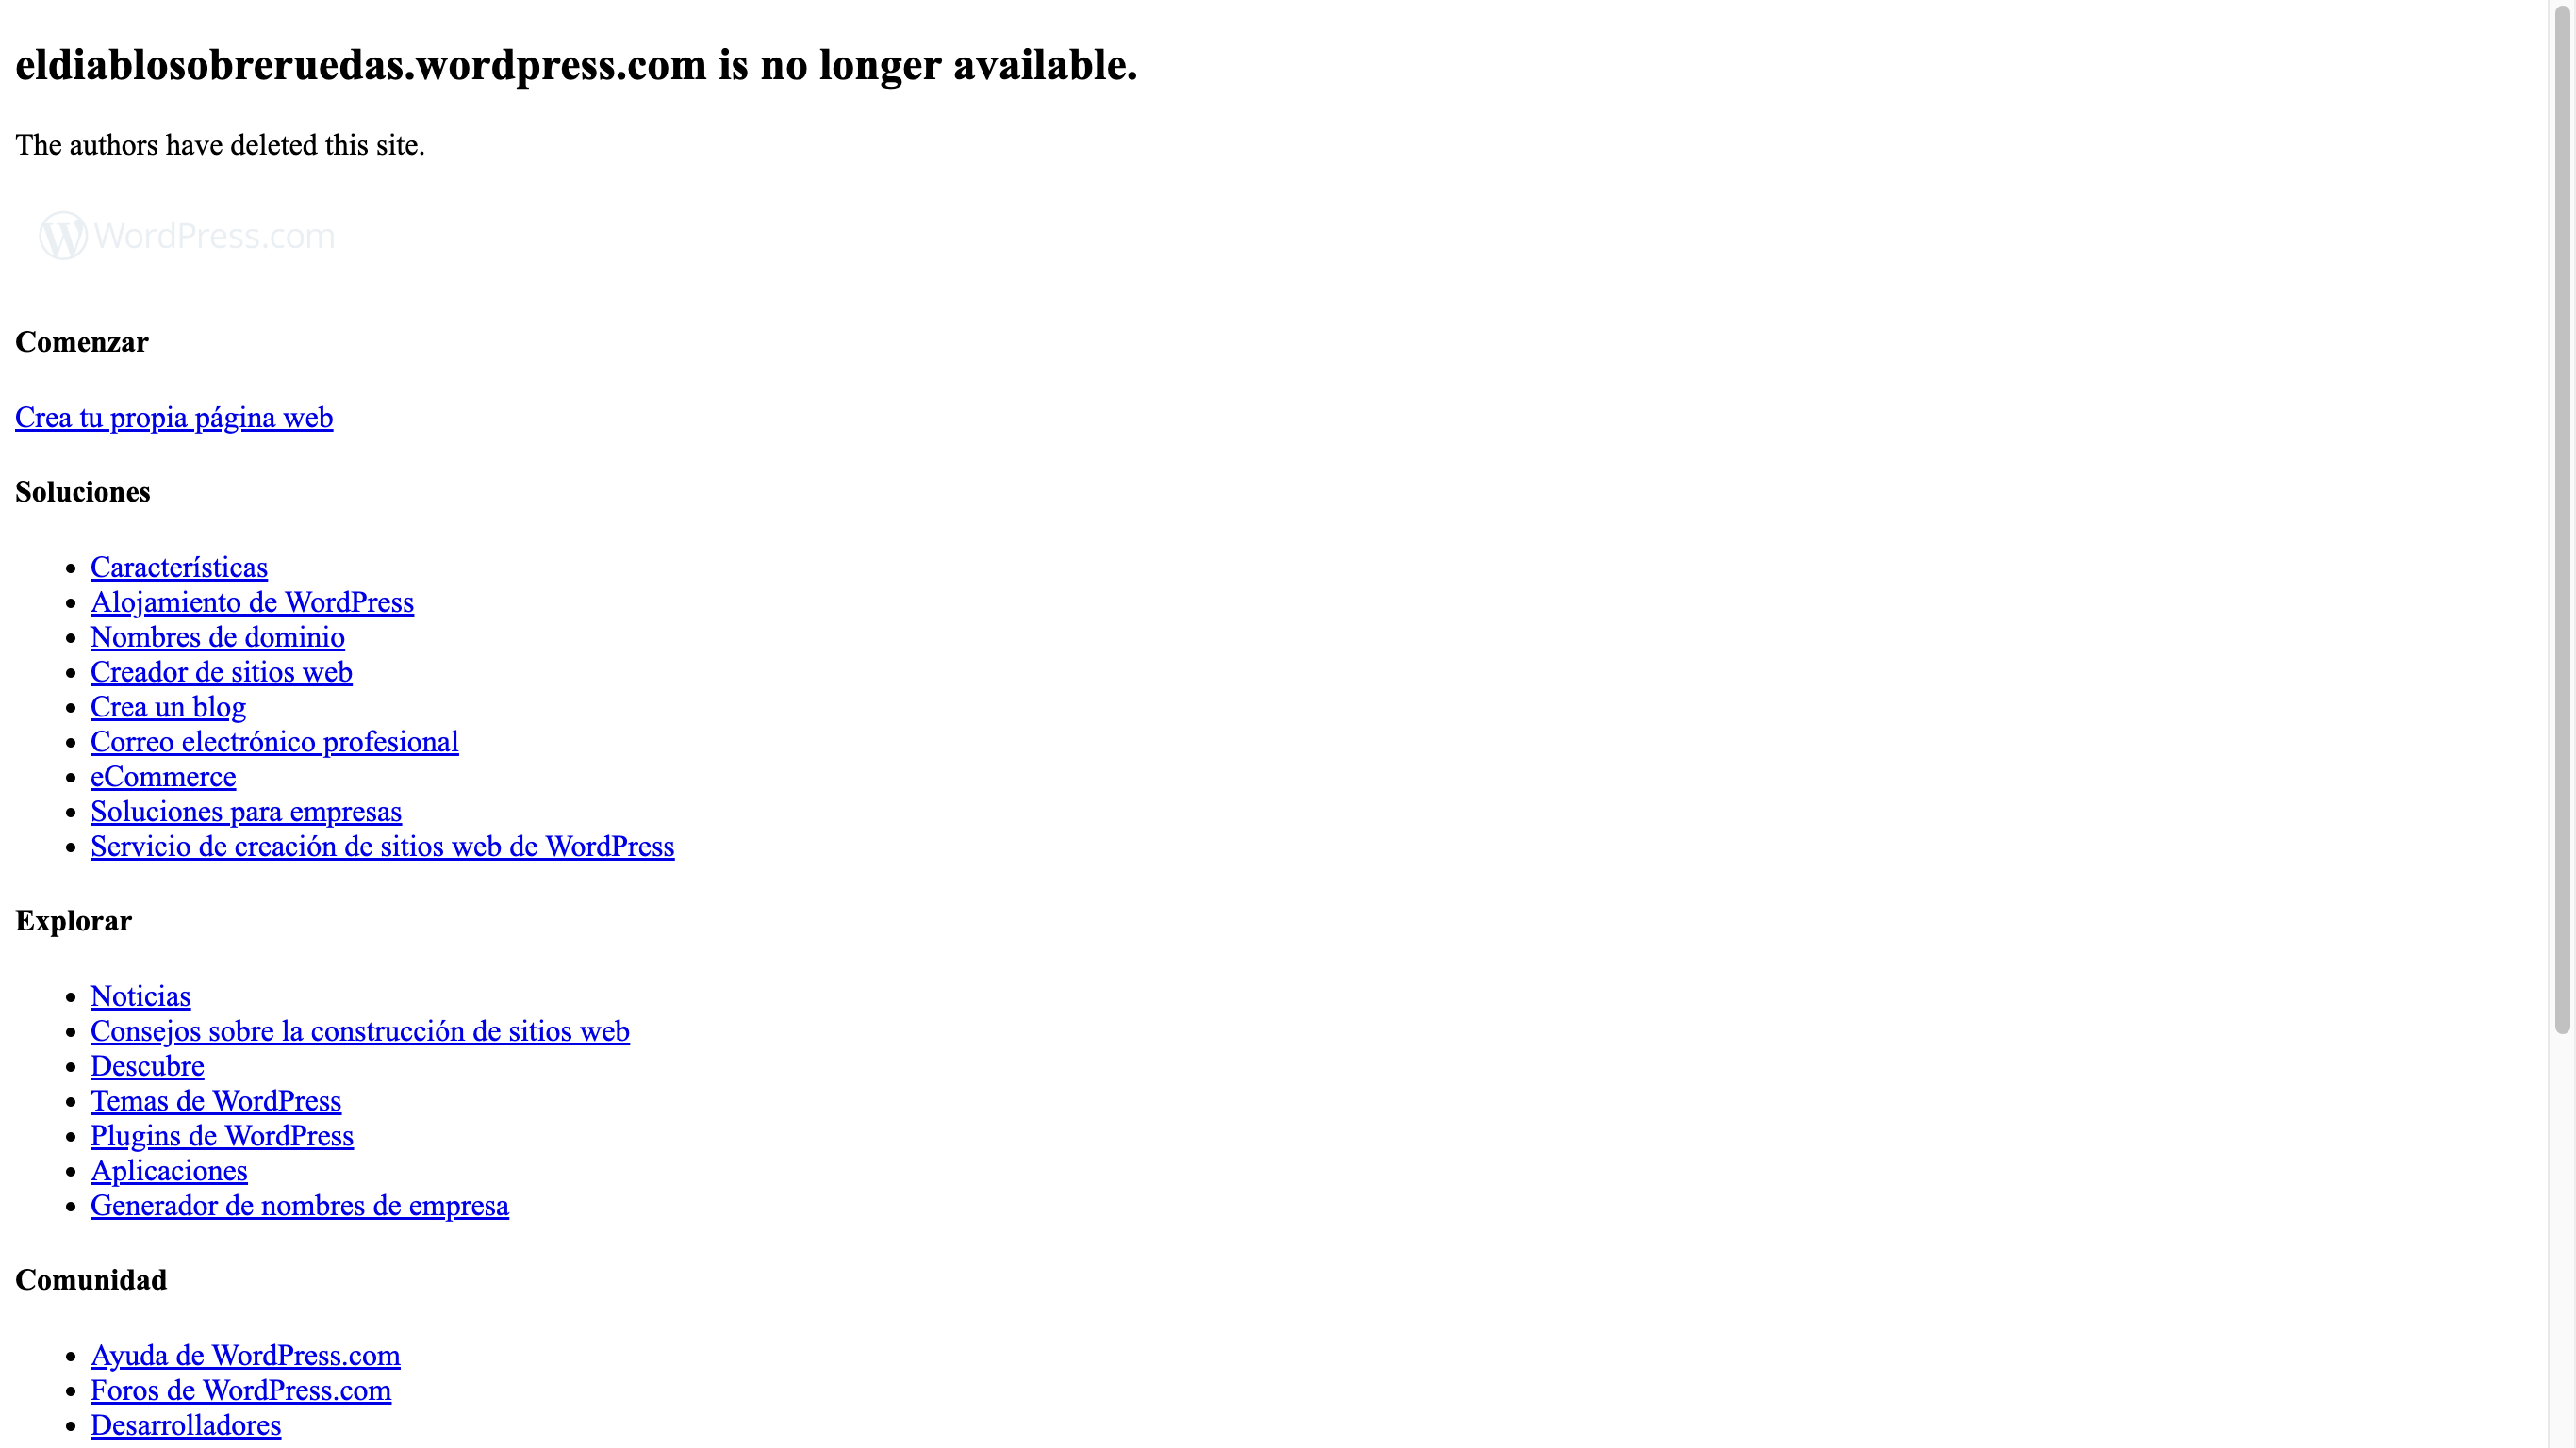 eldiablosobreruedas.wordpress.com is no longer available.
The authors have deleted this site.
WordPress.com
Comenzar
Crea tu propia página web
Soluciones
Características
Alojamiento de WordPress
Nombres de dominio
Creador de sitios web
Crea un blog
Correo electrónico profesional
eCommerce
Soluciones para empresas
Servicio de creación de sitios web de WordPress
Explorar
Noticias
Consejos sobre la construcción de sitios web
Descubre
Temas de WordPress
Plugins de WordPress
Aplicaciones
Generador de nombres de empresa
Comunidad
Ayuda de WordPress.com
Foros de WordPress.com
Desarrolladores